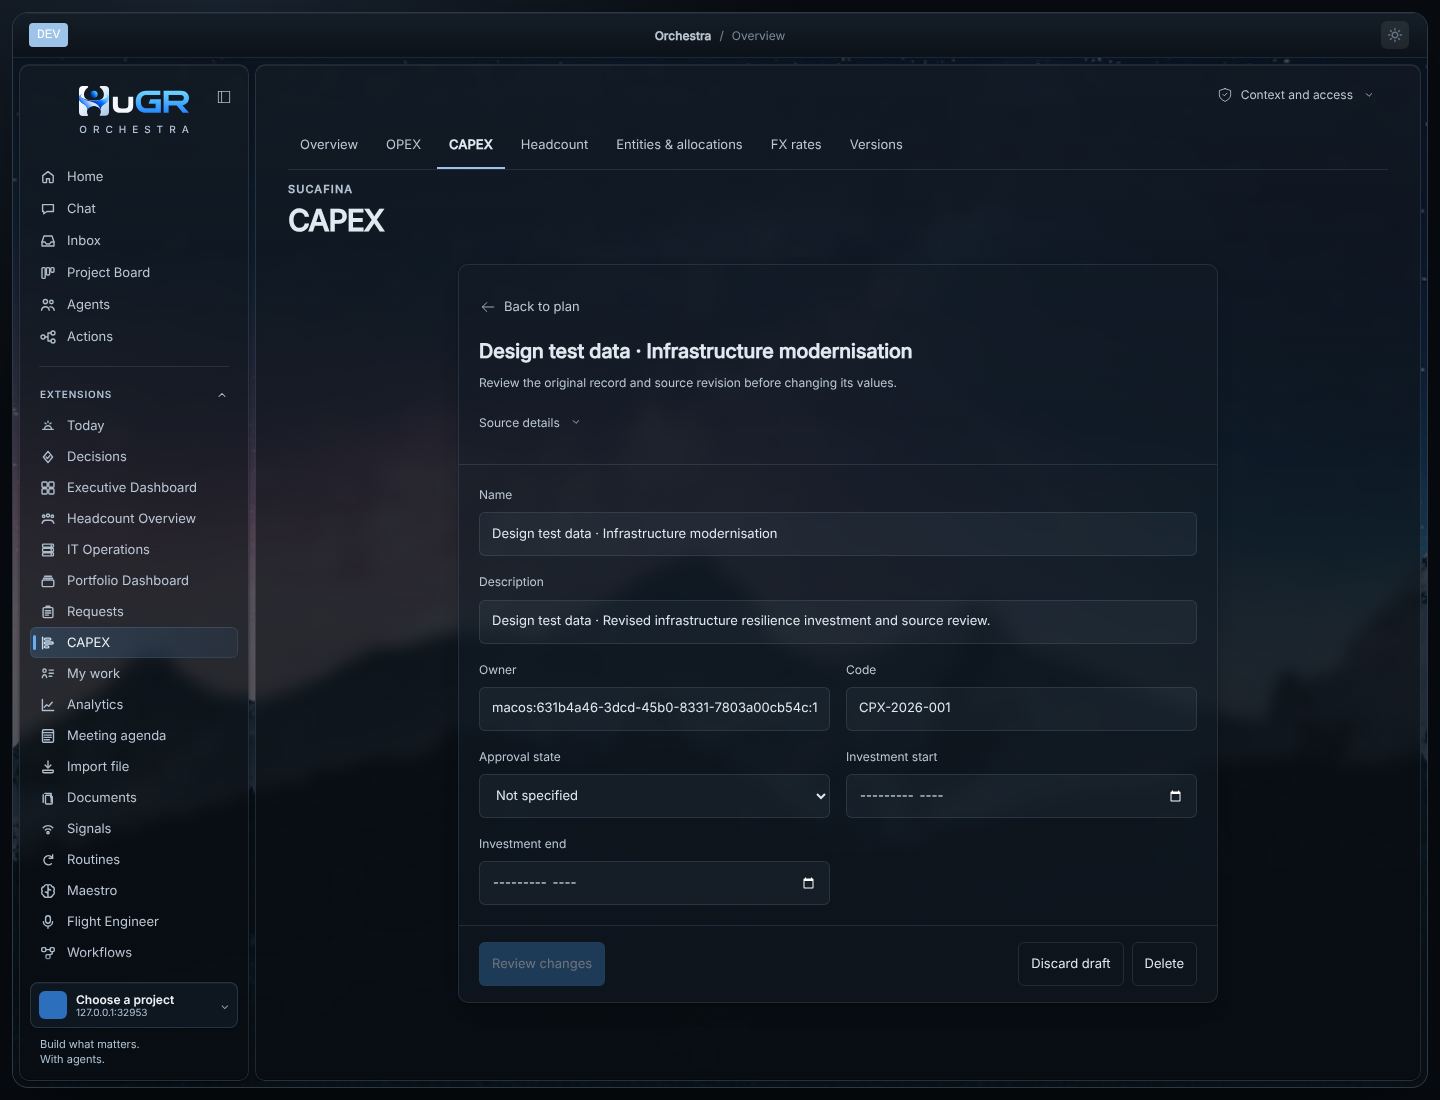 DEV
Orchestra / Overview
HuGR
ORCHESTRA
Home
Chat
Inbox
Project Board
Agents
Actions
EXTENSIONS
Today
Decisions
Executive Dashboard
Headcount Overview
IT Operations
Portfolio Dashboard
Requests
CAPEX
My work
Analytics
Meeting agenda
Import file
Documents
Signals
Routines
Maestro
Flight Engineer
Workflows
Choose a project
127.0.0.1:32953
Build what matters.
With agents.
Context and access
Overview OPEX CAPEX Headcount Entities & allocations FX rates Versions
SUCAFINA
CAPEX
Back to plan
Design test data · Infrastructure modernisation
Review the original record and source revision before changing its values.
Source details
Name
Design test data · Infrastructure modernisation
Description
Design test data · Revised infrastructure resilience investment and source review.
Owner Code
macos:631b4a46-3dcd-45b0-8331-7803a00cb54c:1 CPX-2026-001
Approval state Investment start
Not specified --------- ----
Investment end
--------- ----
Review changes Discard draft Delete